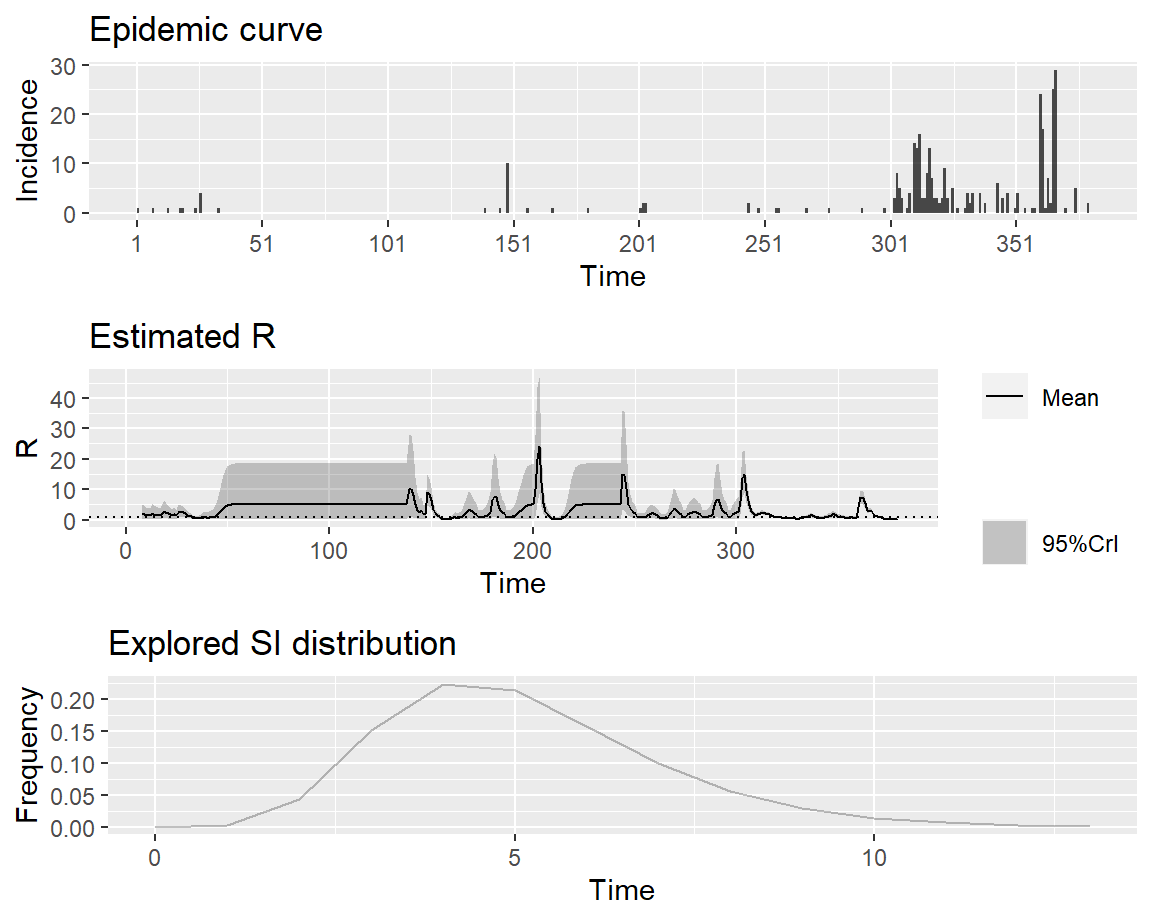 Epidemic curve
30
20
10
0
Incidence
1 51 101 151 201 251 301 351
Time
Estimated R
40
30
20
10
0
R
0 100 200 300
Time
Mean
95%CrI
Explored SI distribution
0.20
0.15
0.10
0.05
0.00
Frequency
0 5 10
Time